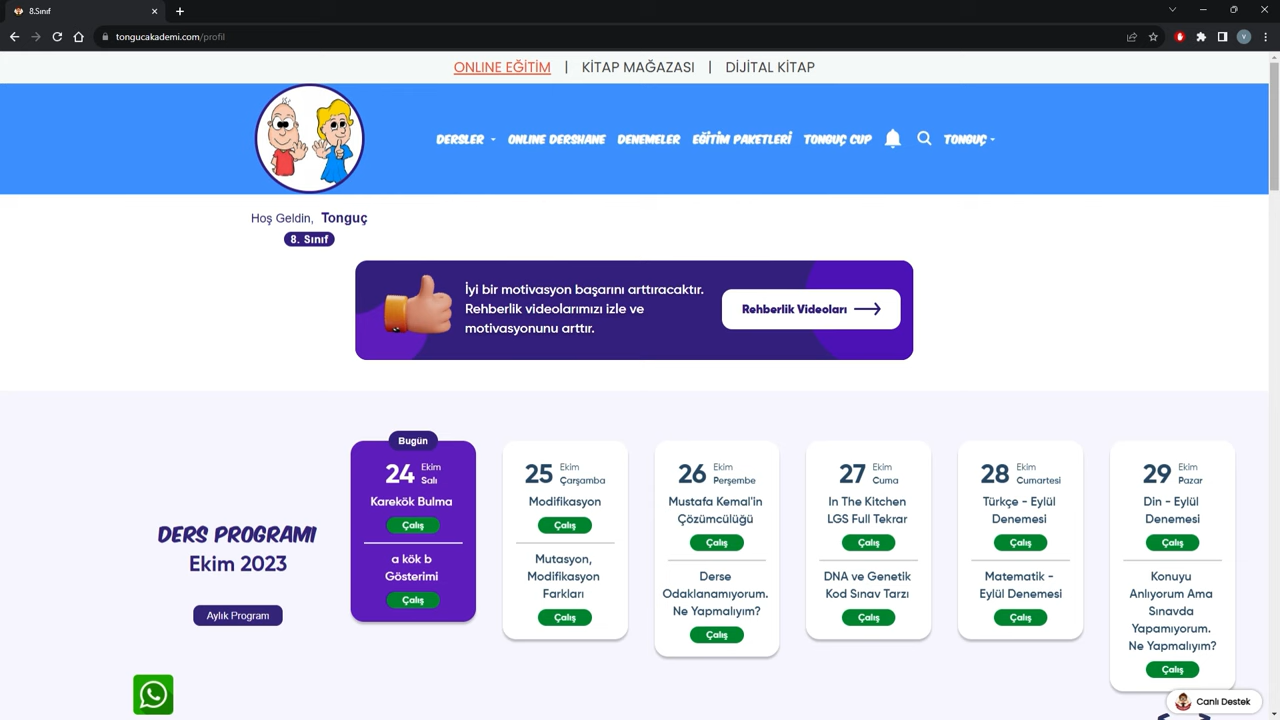 8.Sınıf
tongucakademi.com/profil
V
ONLINE EĞİTİM | KİTAP MAĞAZASI | DİJİTAL KİTAP
DERSLER ONLINE DERSHANE DENEMELER EĞİTİM PAKETLERİ TONGUÇ CUP TONGUÇ
Hoş Geldin, Tonguç
8. Sınıf
İyi bir motivasyon başarını arttıracaktır.
Rehberlik videolarımızı izle ve
motivasyonunu arttır.
Rehberlik Videoları
DERS PROGRAMI
Ekim 2023
Aylık Program
Bugün
24 Ekim
Salı
Karekök Bulma
Çalış
a kök b
Gösterimi
Çalış
25 Ekim
Çarşamba
Modifikasyon
Çalış
Mutasyon,
Modifikasyon
Farkları
Çalış
26 Ekim
Perşembe
Mustafa Kemal'in
Çözümcülüğü
Çalış
Derse
Odaklanamıyorum.
Ne Yapmalıyım?
Çalış
27 Ekim
Cuma
In The Kitchen
LGS Full Tekrar
Çalış
DNA ve Genetik
Kod Sınav Tarzı
Çalış
28 Ekim
Cumartesi
Türkçe - Eylül
Denemesi
Çalış
Matematik -
Eylül Denemesi
Çalış
29 Ekim
Pazar
Din - Eylül
Denemesi
Çalış
Konuyu
Anlıyorum Ama
Sınavda
Yapamıyorum.
Ne Yapmalıyım?
Çalış
Canlı Destek